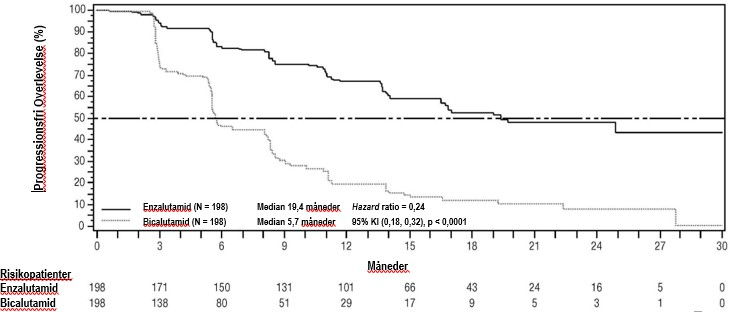 Progressionsfri Overlevelse (%)
100
90
80
70
60
50
40
30
20
10
0
Enzalutamid (N = 198) Median 19,4 måneder Hazard ratio = 0,24
Bicalutamid (N = 198) Median 5,7 måneder 95% KI (0,18, 0,32), p < 0,0001
0 3 6 9 12 15 18 21 24 27 30
Måneder
Risikopatienter
Enzalutamid 198 171 150 131 101 66 43 24 16 5 0
Bicalutamid 198 138 80 51 29 17 9 5 3 1 0